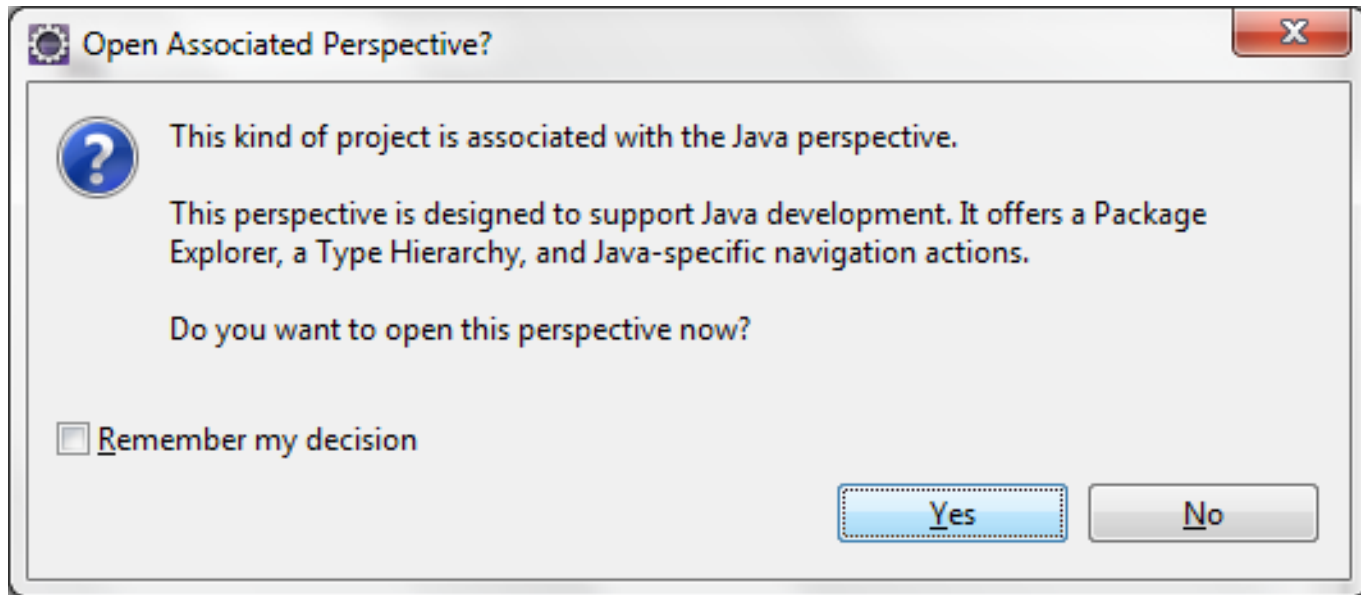 Open Associated Perspective?
This kind of project is associated with the Java perspective.
This perspective is designed to support Java development. It offers a Package
Explorer, a Type Hierarchy, and Java-specific navigation actions.
Do you want to open this perspective now?
Remember my decision
Yes
No